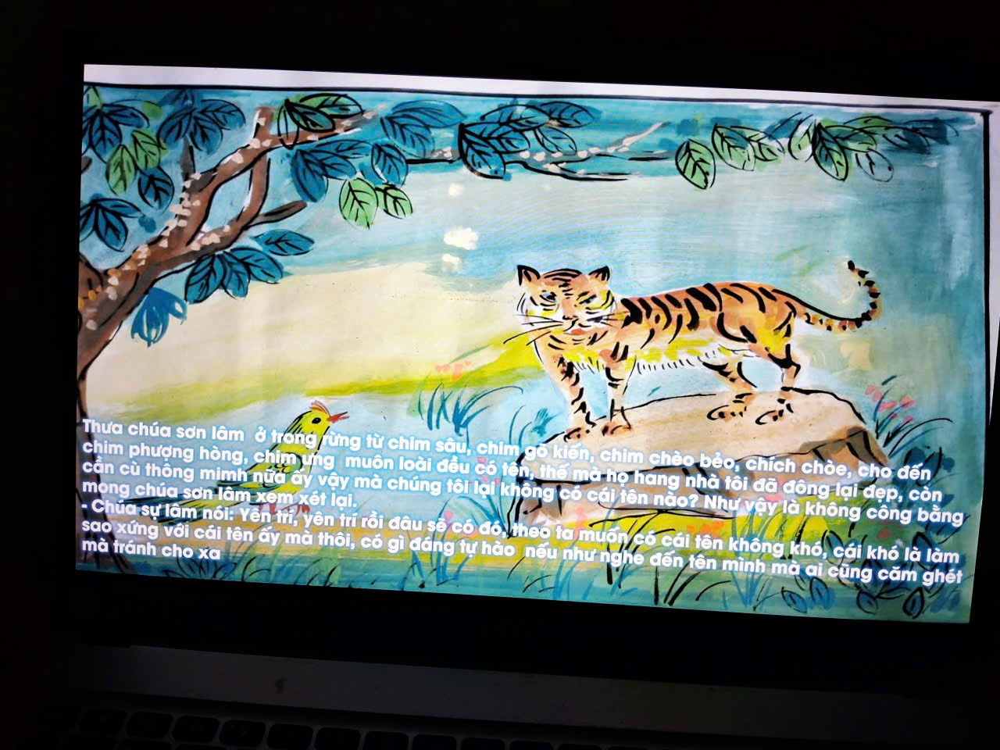 Thưa chúa sơn lâm ở trong rừng từ chim sâu, chim gõ kiến, chim chèo bẻo, chích chòe, cho đến
chim phượng hòng, chim ưng muôn loài đều có tên, thế mà họ hang nhà tôi đã đông lại đẹp, còn
cần cù thông mimh nữa ấy vậy mà chúng tôi lại không có cái tên nào? Như vậy là không công bằng
mong chúa sơn lâm xem xét lại.
- Chúa sự lâm nói: Yên trí, yên trí rồi đâu sẽ có đó. theo ta muốn có cái tên không khó, cái khó là làm
sao xứng với cái tên ấy mà thôi, có gì đáng tự hào nếu như nghe đến tên mình mà ai cũng căm ghét
mà tránh cho xa